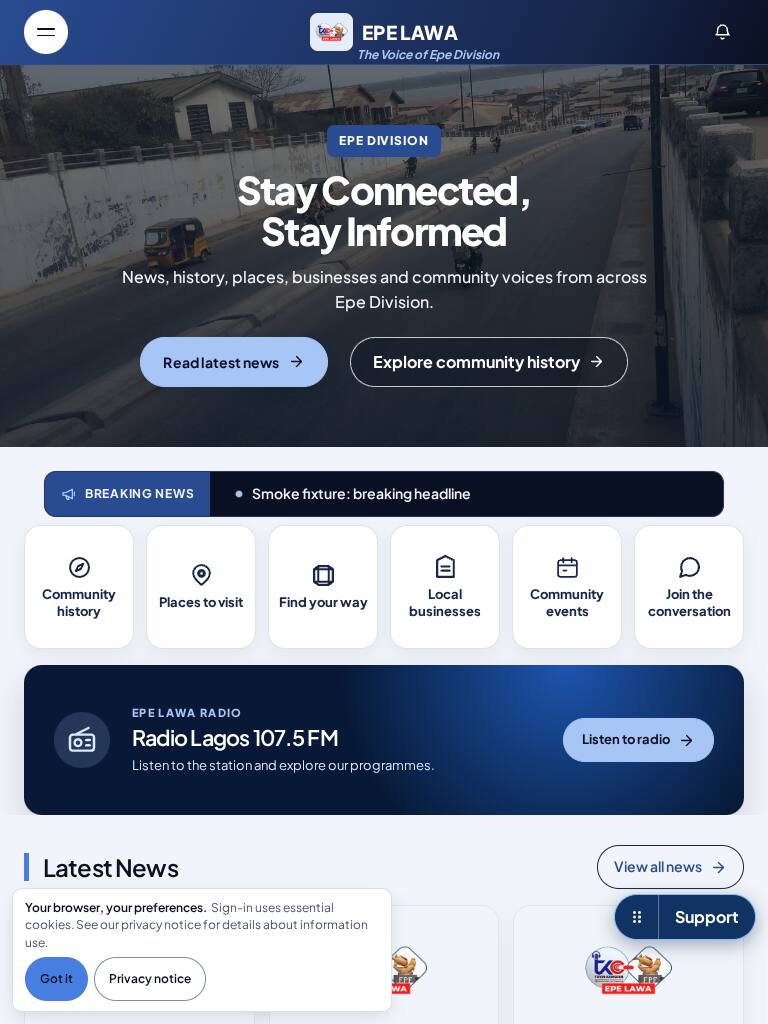 EPE LAWA
The Voice of Epe Division
EPE DIVISION
Stay Connected,
Stay Informed
News, history, places, businesses and community voices from across
Epe Division.
Read latest news
Explore community history
BREAKING NEWS
Smoke fixture: breaking headline
Community
history
Places to visit
Find your way
Local
businesses
Community
events
Join the
conversation
EPE LAWA RADIO
Radio Lagos 107.5 FM
Listen to the station and explore our programmes.
Listen to radio
Latest News
View all news
Your browser, your preferences. Sign-in uses essential
cookies. See our privacy notice for details about information
use.
Got it
Privacy notice
Support
EPE LAWA